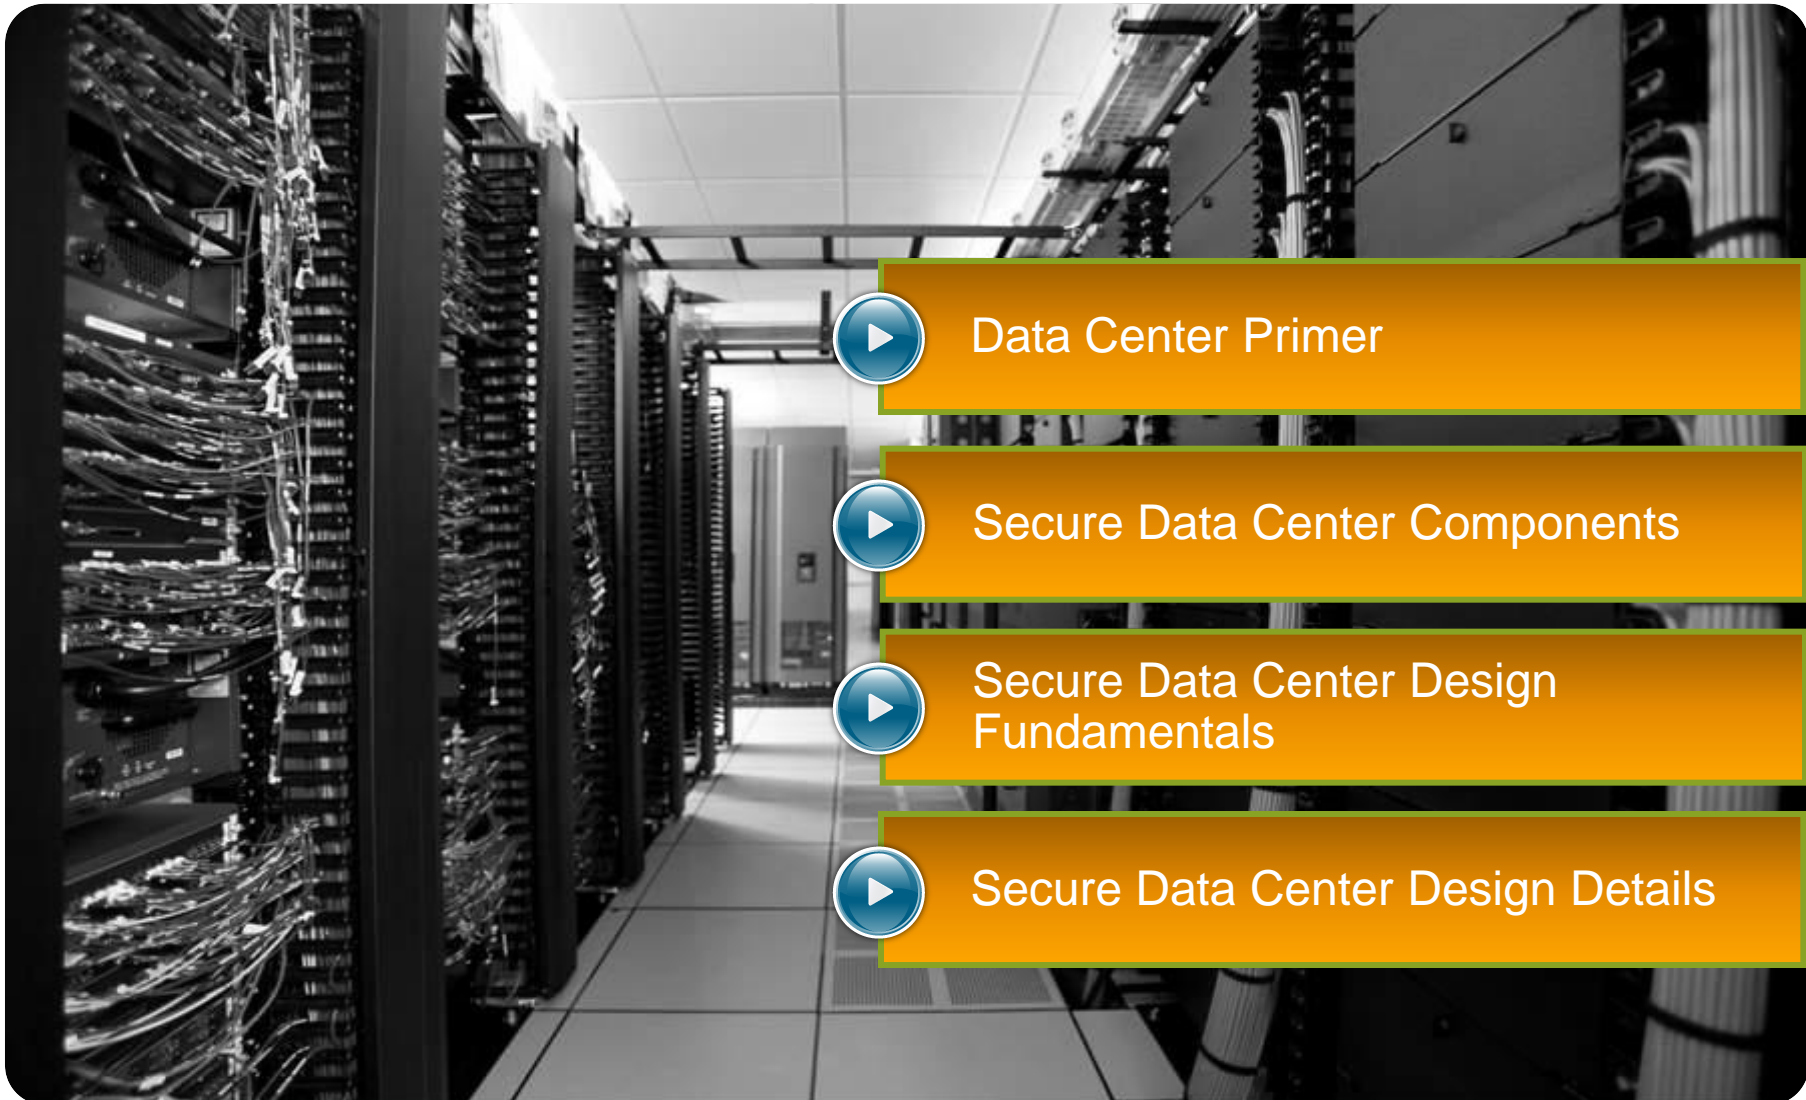 Data Center Primer
Secure Data Center Components
Secure Data Center Design
Fundamentals
Secure Data Center Design Details